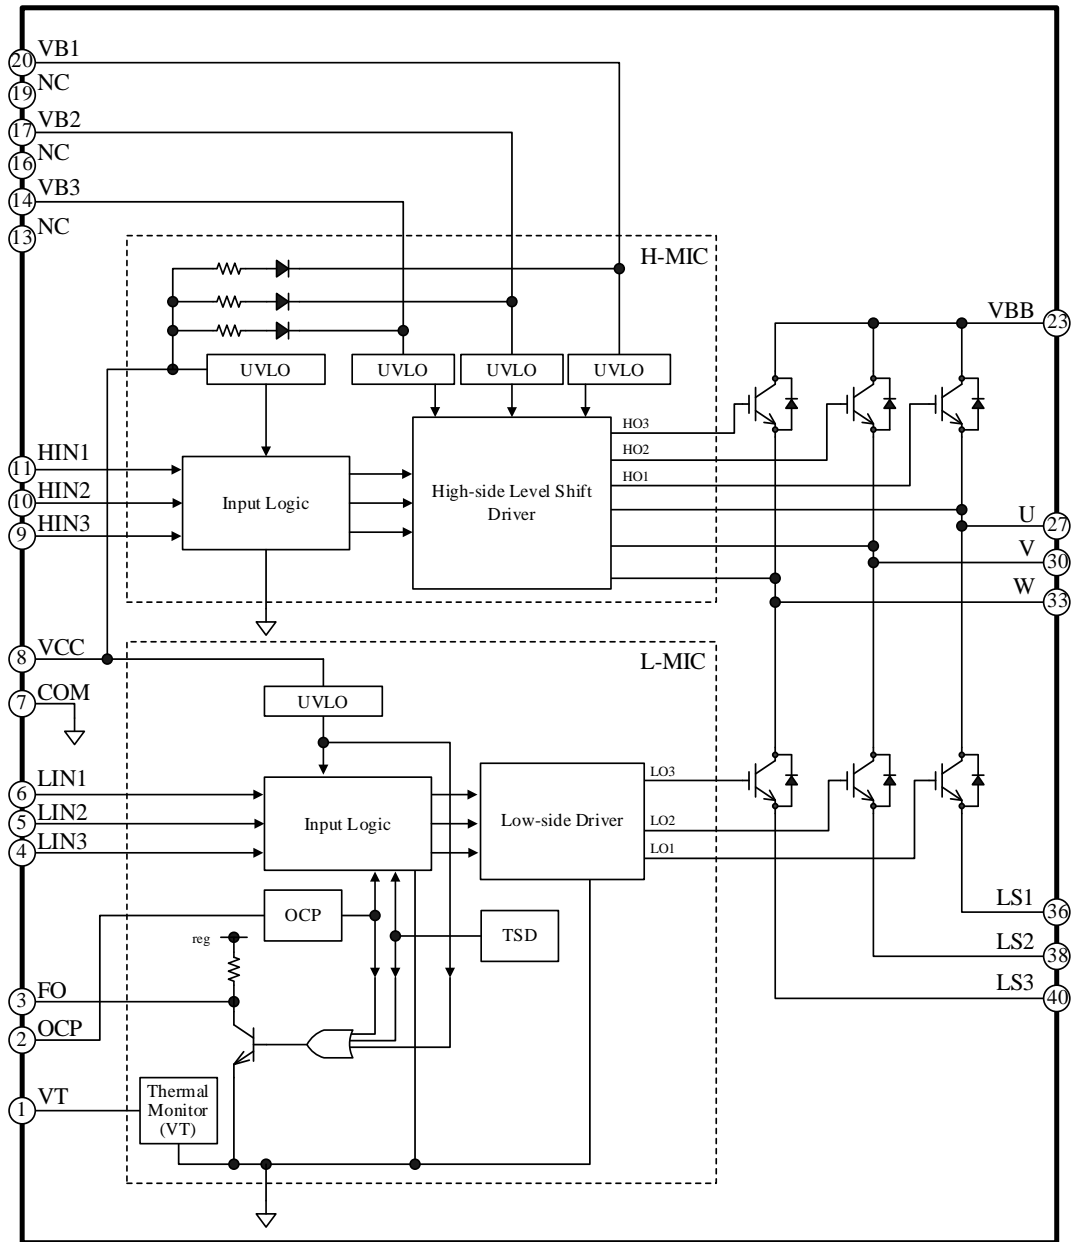 20 VB1
19 NC
17 VB2
16 NC
14 VB3
13 NC
H-MIC
VBB 23
UVLO
UVLO
UVLO
UVLO
HO3
HO2
HO1
11 HIN1
10 HIN2
9 HIN3
Input Logic
High-side Level Shift
Driver
U 27
V 30
W 33
8 VCC
L-MIC
7 COM
UVLO
6 LIN1
5 LIN2
4 LIN3
Input Logic
Low-side Driver
LO3
LO2
LO1
OCP
TSD
reg
LS1 36
LS2 38
LS3 40
3 FO
2 OCP
1 VT
Thermal
Monitor
(VT)